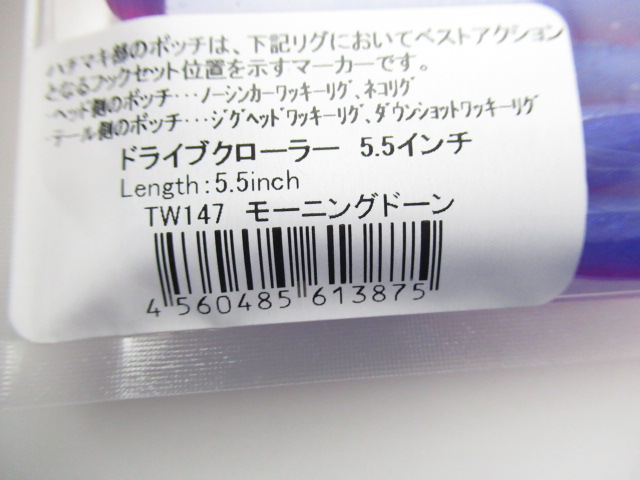 ハチマキ部のポッチは、下記リグにおいてベストアクション
となるフックセット位置を示すマーカーです。
ヘッド側のポッチ…ノーシンカーワッキーリグ、ネコリグ
テール側のポッチ…ジグヘッドワッキーリグ、ダウンショットワッキーリグ
ドライブクローラー 5.5インチ
Length:5.5inch
TW147 モーニングドーン
4 560485 613875